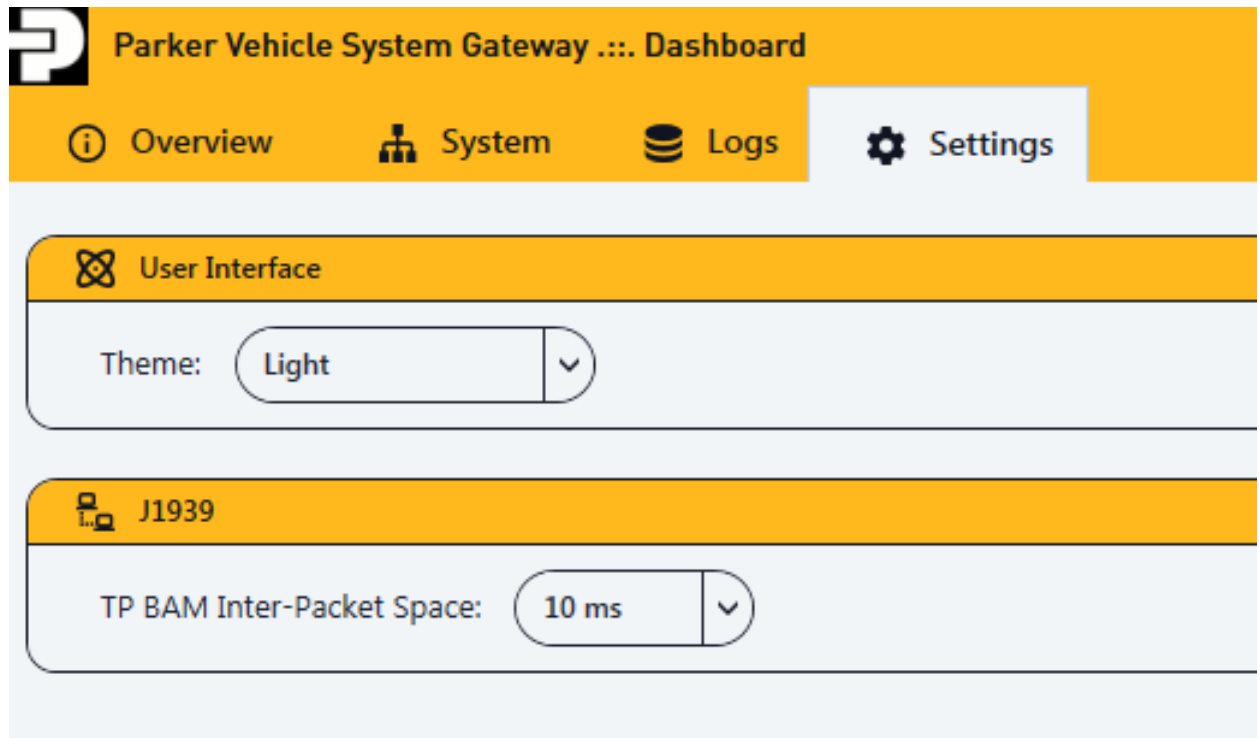 Parker Vehicle System Gateway .::. Dashboard
Overview System Logs Settings
User Interface
Theme: Light
J1939
TP BAM Inter-Packet Space: 10 ms